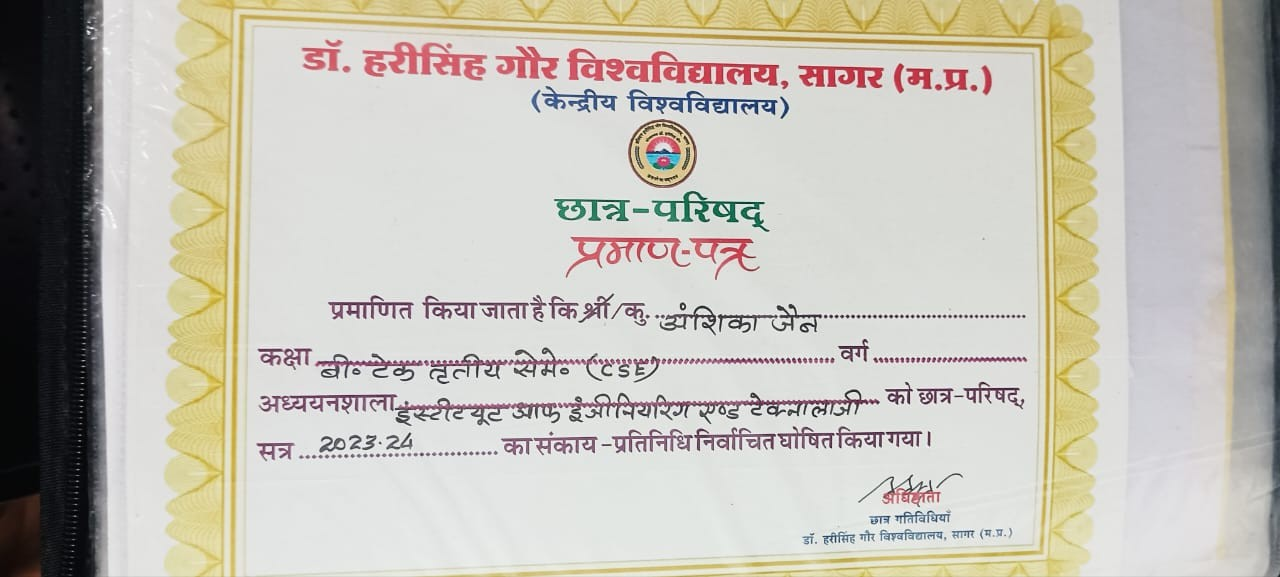 डॉ. हरीसिंह गौर विश्वविद्यालय, सागर (म.प्र.)
(केन्द्रीय विश्वविद्यालय)
छात्र-परिषद्
प्रमाण-पत्र
प्रमाणित किया जाता है कि श्री/कु. अंशिका जैन
कक्षा बी॰ टेक तृतीय सेमे॰ (CSE) वर्ग
अध्ययनशाला इंस्टीटयूट आफ इंजीनियरिंग एण्ड टेक्नालाजी को छात्र-परिषद्,
सत्र 2023-24 का संकाय-प्रतिनिधि निर्वाचित घोषित किया गया।
अधिष्ठाता
छात्र गतिविधियाँ
डॉ. हरीसिंह गौर विश्वविद्यालय, सागर (म.प्र.)